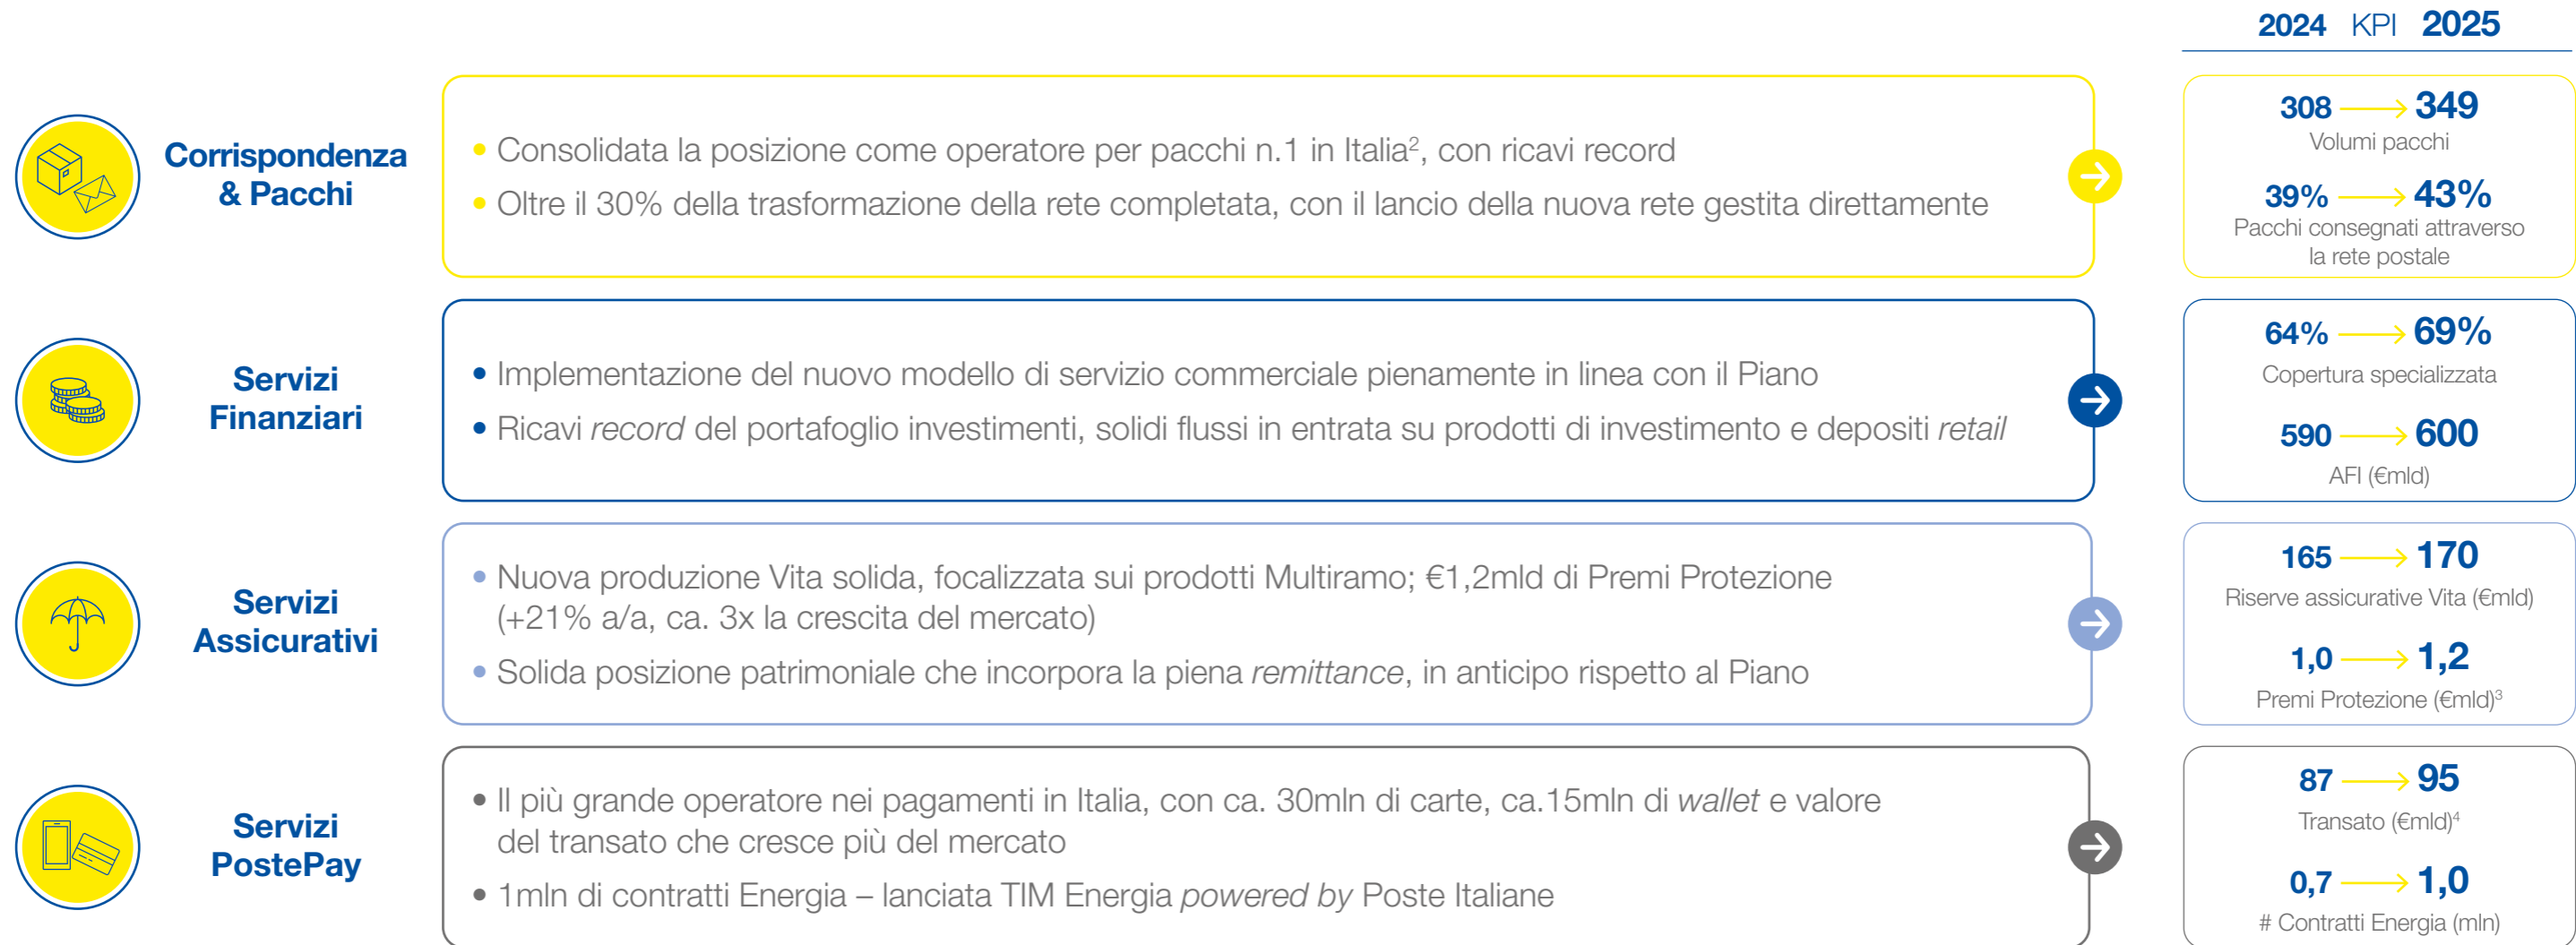 2024 KPI 2025
Corrispondenza
& Pacchi
• Consolidata la posizione come operatore per pacchi n.1 in Italia², con ricavi record
• Oltre il 30% della trasformazione della rete completata, con il lancio della nuova rete gestita direttamente
308 → 349
Volumi pacchi
39% → 43%
Pacchi consegnati attraverso
la rete postale
Servizi
Finanziari
• Implementazione del nuovo modello di servizio commerciale pienamente in linea con il Piano
• Ricavi record del portafoglio investimenti, solidi flussi in entrata su prodotti di investimento e depositi retail
64% → 69%
Copertura specializzata
590 → 600
AFI (€mld)
Servizi
Assicurativi
• Nuova produzione Vita solida, focalizzata sui prodotti Multiramo; €1,2mld di Premi Protezione
(+21% a/a, ca. 3x la crescita del mercato)
• Solida posizione patrimoniale che incorpora la piena remittance, in anticipo rispetto al Piano
165 → 170
Riserve assicurative Vita (€mld)
1,0 → 1,2
Premi Protezione (€mld)³
Servizi
PostePay
• Il più grande operatore nei pagamenti in Italia, con ca. 30mln di carte, ca.15mln di wallet e valore
del transato che cresce più del mercato
• 1mln di contratti Energia – lanciata TIM Energia powered by Poste Italiane
87 → 95
Transato (€mld)⁴
0,7 → 1,0
# Contratti Energia (mln)